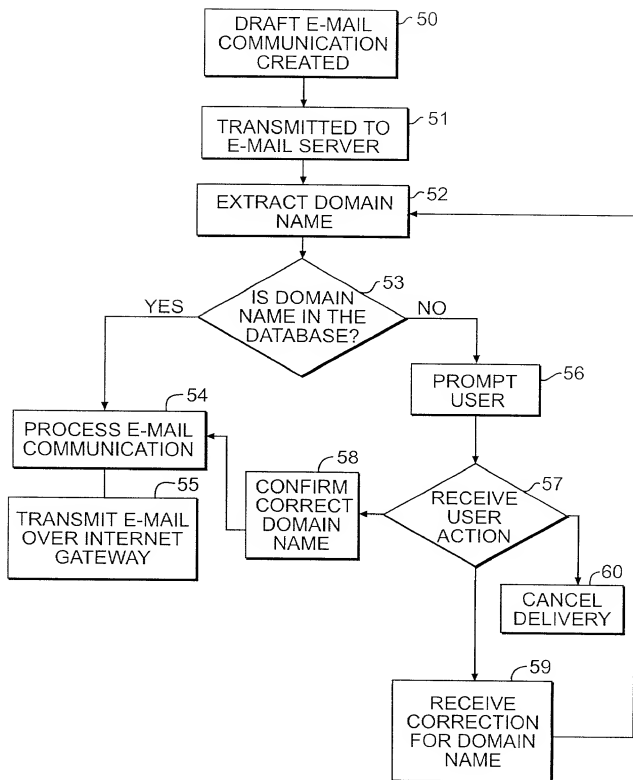 50
DRAFT E-MAIL
COMMUNICATION
CREATED
51
TRANSMITTED TO
E-MAIL SERVER
52
EXTRACT DOMAIN
NAME
53
IS DOMAIN
NAME IN THE
DATABASE?
YES
NO
54
PROCESS E-MAIL
COMMUNICATION
55
TRANSMIT E-MAIL
OVER INTERNET
GATEWAY
56
PROMPT
USER
57
RECEIVE
USER
ACTION
58
CONFIRM
CORRECT
DOMAIN
NAME
60
CANCEL
DELIVERY
59
RECEIVE
CORRECTION
FOR DOMAIN
NAME